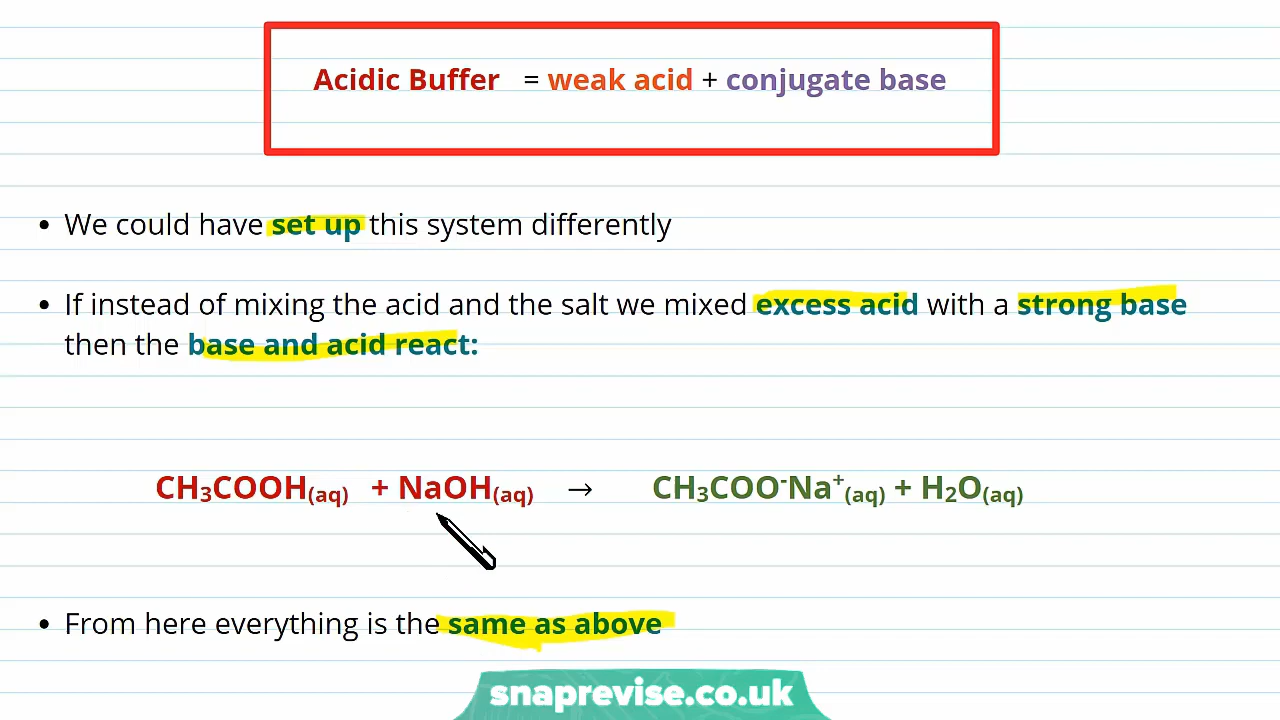 Acidic Buffer = weak acid + conjugate base
• We could have set up this system differently
• If instead of mixing the acid and the salt we mixed excess acid with a strong base
then the base and acid react:
CH₃COOH(aq) + NaOH(aq) → CH₃COO⁻Na⁺(aq) + H₂O(aq)
• From here everything is the same as above
snaprevise.co.uk